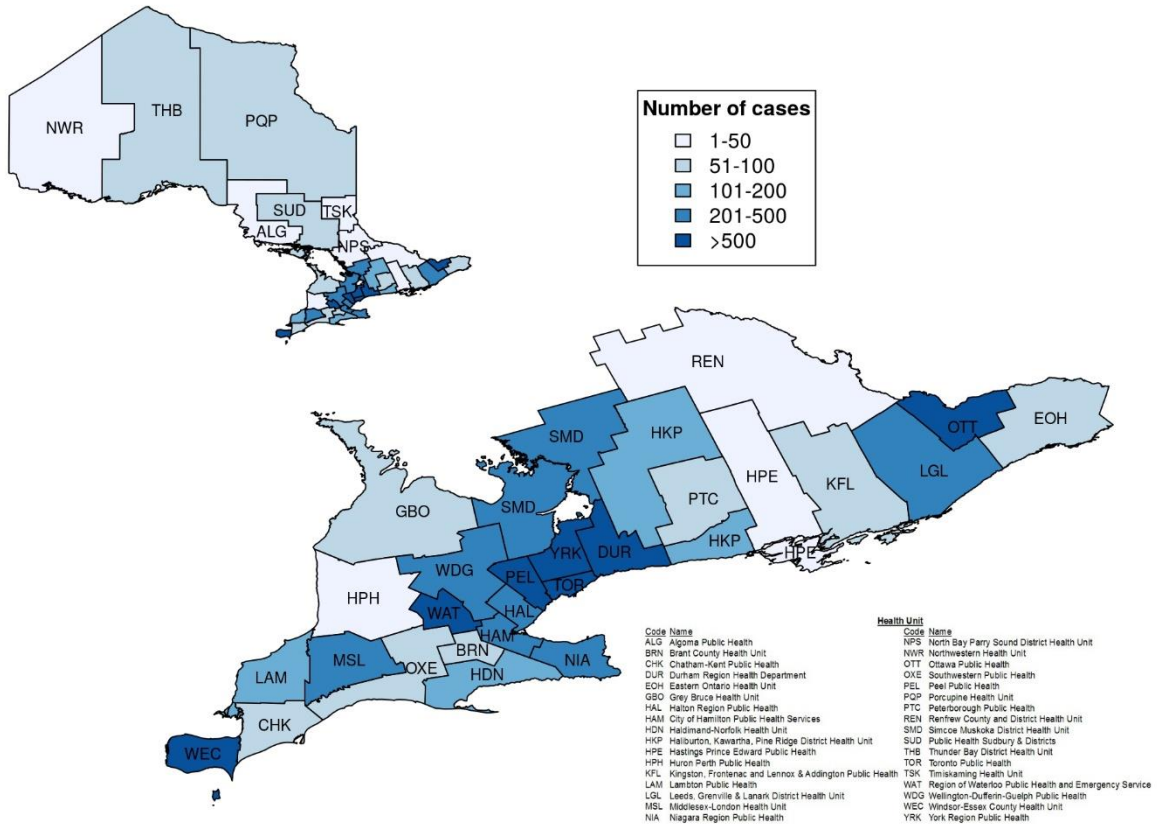 Number of cases
1-50
51-100
101-200
201-500
>500
NWR
THB
PQP
SUD
TSK
ALG
NPS
REN
SMD
HKP
OTT
EOH
LGL
HPE
KFL
PTC
GBO
SMD
HKP
HPE
YRK
DUR
WDG
PEL
TOR
HPH
WAT
HAL
HAM
BRN
OXE
MSL
NIA
LAM
HDN
CHK
WEC
Health Unit
Code Name
ALG Algoma Public Health
BRN Brant County Health Unit
CHK Chatham-Kent Public Health
DUR Durham Region Health Department
EOH Eastern Ontario Health Unit
GBO Grey Bruce Health Unit
HAL Halton Region Public Health
HAM City of Hamilton Public Health Services
HDN Haldimand-Norfolk Health Unit
HKP Haliburton, Kawartha, Pine Ridge District Health Unit
HPE Hastings Prince Edward Public Health
HPH Huron Perth Public Health
KFL Kingston, Frontenac and Lennox & Addington Public Health
LAM Lambton Public Health
LGL Leeds, Grenville & Lanark District Health Unit
MSL Middlesex-London Health Unit
NIA Niagara Region Public Health
Code Name
NPS North Bay Parry Sound District Health Unit
NWR Northwestern Health Unit
OTT Ottawa Public Health
OXE Southwestern Public Health
PEL Peel Public Health
PQP Porcupine Health Unit
PTC Peterborough Public Health
REN Renfrew County and District Health Unit
SMD Simcoe Muskoka District Health Unit
SUD Public Health Sudbury & Districts
THB Thunder Bay District Health Unit
TOR Toronto Public Health
TSK Timiskaming Health Unit
WAT Region of Waterloo Public Health and Emergency Service
WDG Wellington-Dufferin-Guelph Public Health
WEC Windsor-Essex County Health Unit
YRK York Region Public Health